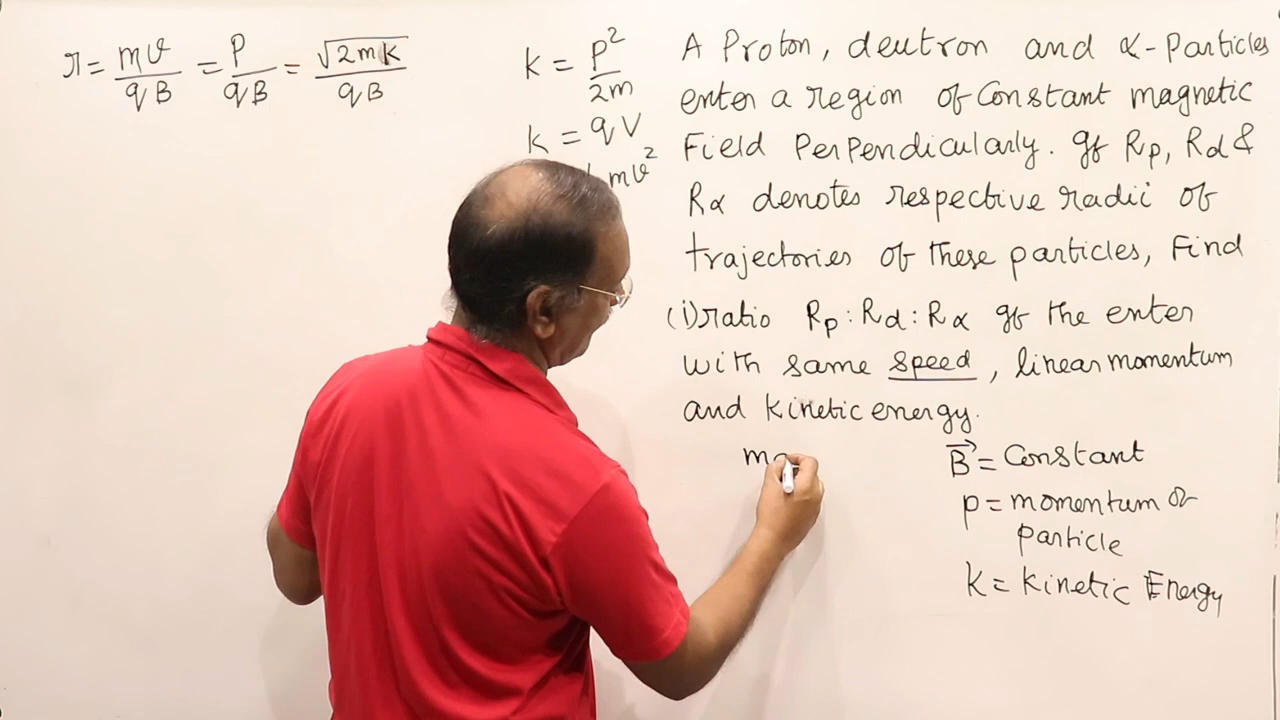 r = mv/qB = P/qB = √2mk/qB
k = P²/2m
k = qV
mv²
A Proton, deutron and α-Particles
enter a region of Constant magnetic
Field Perpendicularly. If Rp, Rd &
Rα denotes respective radii of
trajectories of these particles, Find
(i) ratio Rp : Rd : Rα if the enter
with same speed, linear momentum
and kinetic energy.
B⃗ = Constant
p = momentum of
particle
K = Kinetic Energy